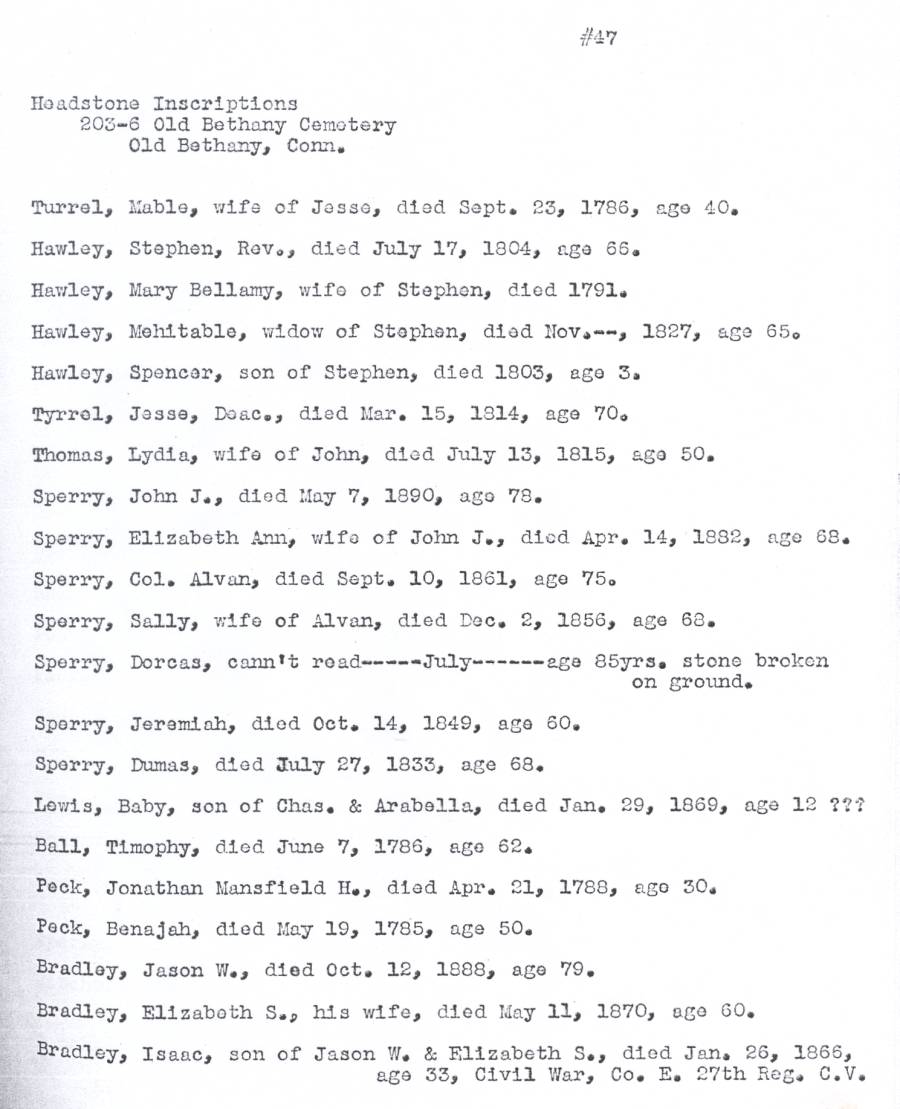 #47
Headstone Inscriptions
203-6 Old Bethany Cemetery
Old Bethany, Conn.
Turrel, Mable, wife of Jesse, died Sept. 23, 1786, age 40.
Hawley, Stephen, Rev., died July 17, 1804, age 66.
Hawley, Mary Bellamy, wife of Stephen, died 1791.
Hawley, Mehitable, widow of Stephen, died Nov.--, 1827, age 65.
Hawley, Spencer, son of Stephen, died 1803, age 3.
Tyrrel, Jesse, Deac., died Mar. 15, 1814, age 70.
Thomas, Lydia, wife of John, died July 13, 1815, age 50.
Sperry, John J., died May 7, 1890, age 78.
Sperry, Elizabeth Ann, wife of John J., died Apr. 14, 1882, age 68.
Sperry, Col. Alvan, died Sept. 10, 1861, age 75.
Sperry, Sally, wife of Alvan, died Dec. 2, 1856, age 68.
Sperry, Dorcas, cann't read-----July------age 85yrs. stone broken
on ground.
Sperry, Jeremiah, died Oct. 14, 1849, age 60.
Sperry, Dumas, died July 27, 1833, age 68.
Lewis, Baby, son of Chas. & Arabella, died Jan. 29, 1869, age 12 ???
Ball, Timophy, died June 7, 1786, age 62.
Peck, Jonathan Mansfield H., died Apr. 21, 1788, age 30.
Peck, Benajah, died May 19, 1785, age 50.
Bradley, Jason W., died Oct. 12, 1888, age 79.
Bradley, Elizabeth S., his wife, died May 11, 1870, age 60.
Bradley, Isaac, son of Jason W. & Elizabeth S., died Jan. 26, 1866,
age 33, Civil War, Co. E. 27th Reg. C.V.